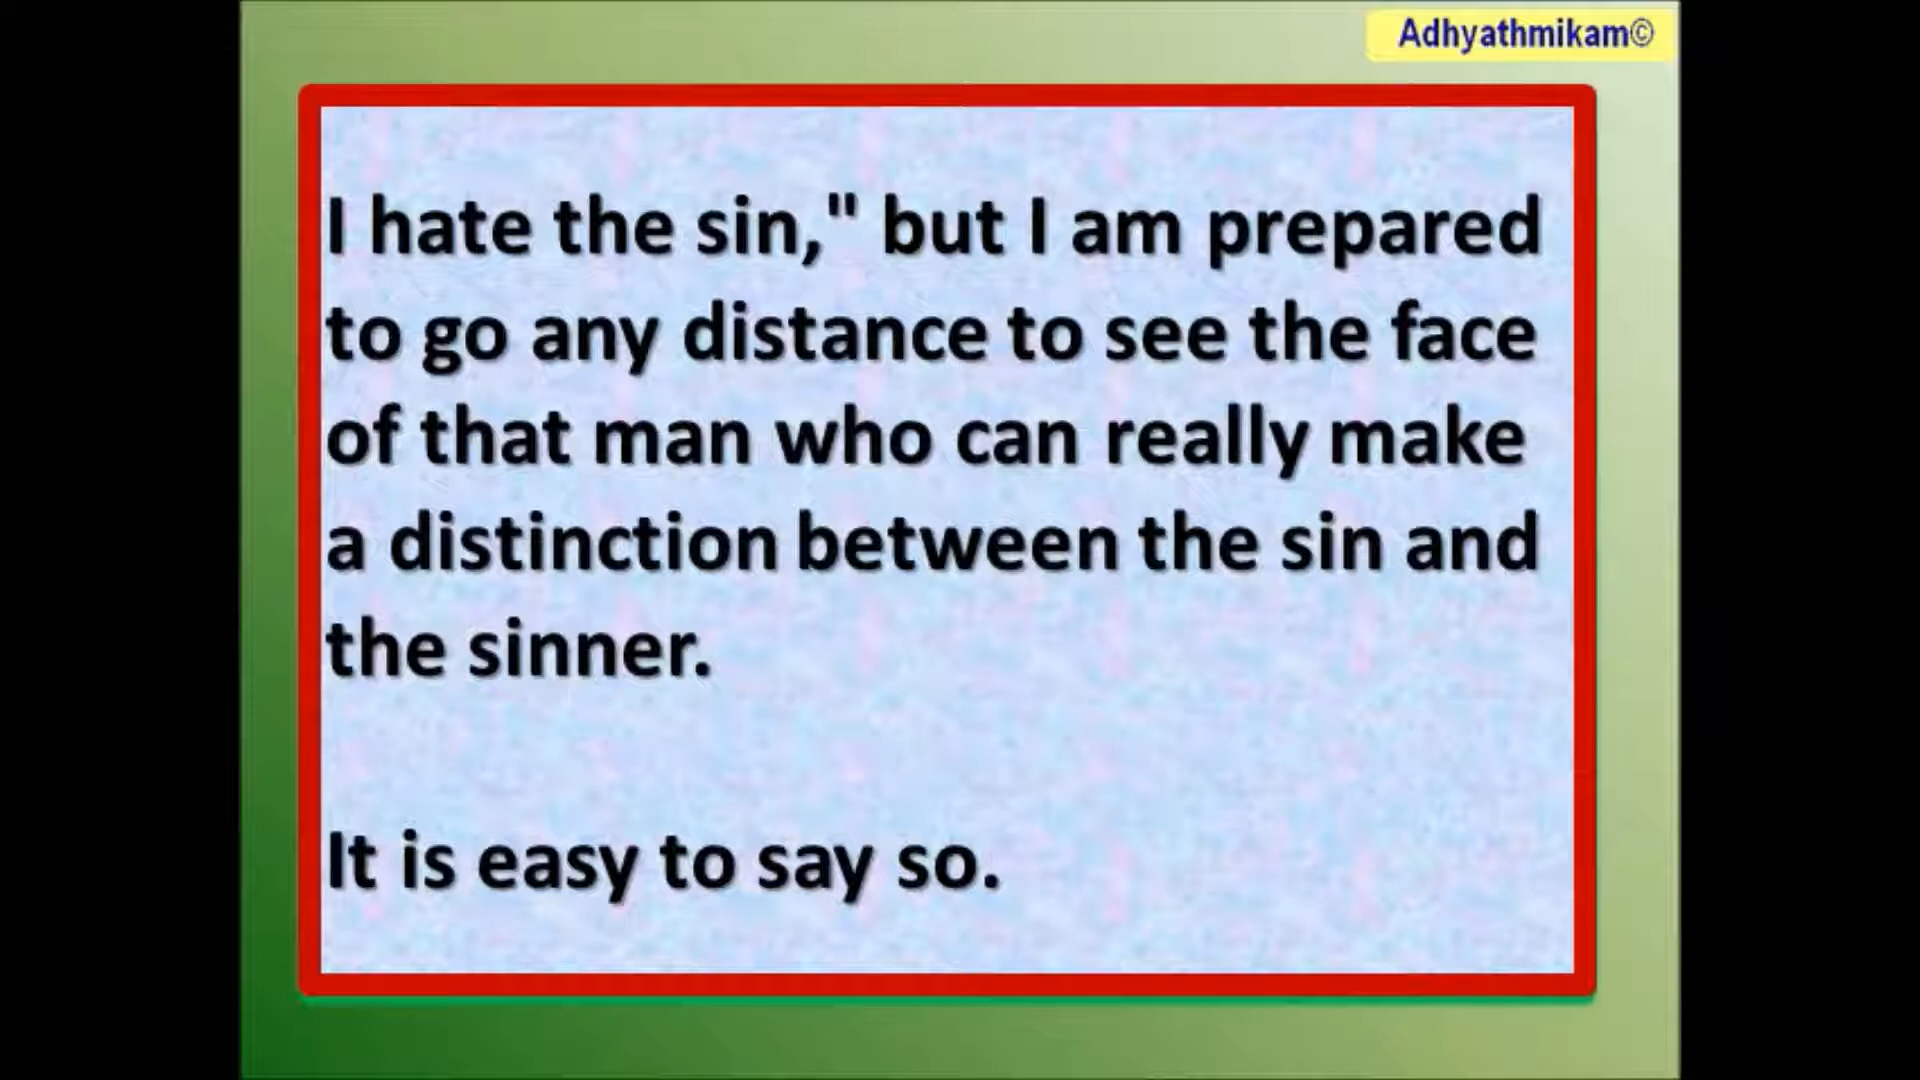 Adhyathmikam©
I hate the sin," but I am prepared
to go any distance to see the face
of that man who can really make
a distinction between the sin and
the sinner.
It is easy to say so.